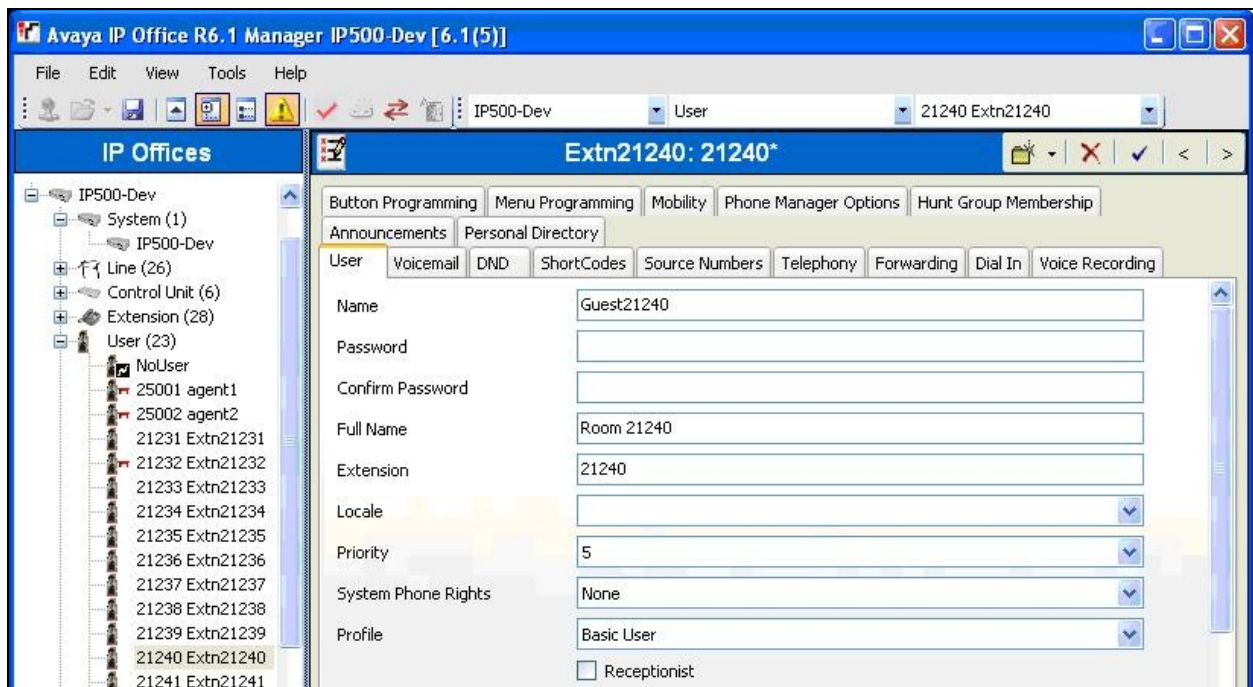 Avaya IP Office R6.1 Manager IP500-Dev [6.1(5)]
File Edit View Tools Help
IP500-Dev User 21240 Extn21240
IP Offices
Extn21240: 21240*
IP500-Dev
System (1)
IP500-Dev
Line (26)
Control Unit (6)
Extension (28)
User (23)
NoUser
25001 agent1
25002 agent2
21231 Extn21231
21232 Extn21232
21233 Extn21233
21234 Extn21234
21235 Extn21235
21236 Extn21236
21237 Extn21237
21238 Extn21238
21239 Extn21239
21240 Extn21240
21241 Extn21241
Button Programming Menu Programming Mobility Phone Manager Options Hunt Group Membership
Announcements Personal Directory
User Voicemail DND ShortCodes Source Numbers Telephony Forwarding Dial In Voice Recording
Name Guest21240
Password
Confirm Password
Full Name Room 21240
Extension 21240
Locale
Priority 5
System Phone Rights None
Profile Basic User
Receptionist